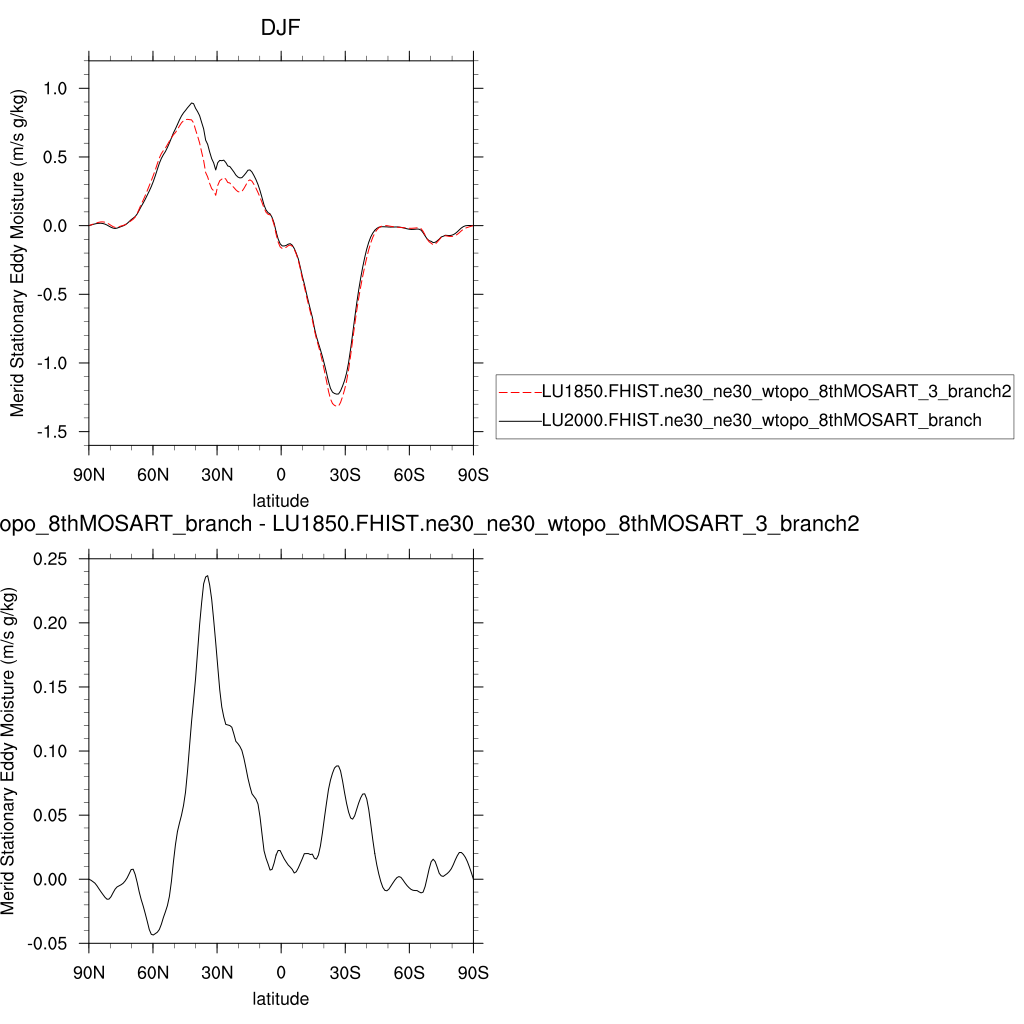 DJF
Merid Stationary Eddy Moisture (m/s g/kg)
1.0
0.5
0.0
-0.5
-1.0
-1.5
90N 60N 30N 0 30S 60S 90S
latitude
LU1850.FHIST.ne30_ne30_wtopo_8thMOSART_3_branch2
LU2000.FHIST.ne30_ne30_wtopo_8thMOSART_branch
opo_8thMOSART_branch - LU1850.FHIST.ne30_ne30_wtopo_8thMOSART_3_branch2
Merid Stationary Eddy Moisture (m/s g/kg)
0.25
0.20
0.15
0.10
0.05
0.00
-0.05
90N 60N 30N 0 30S 60S 90S
latitude